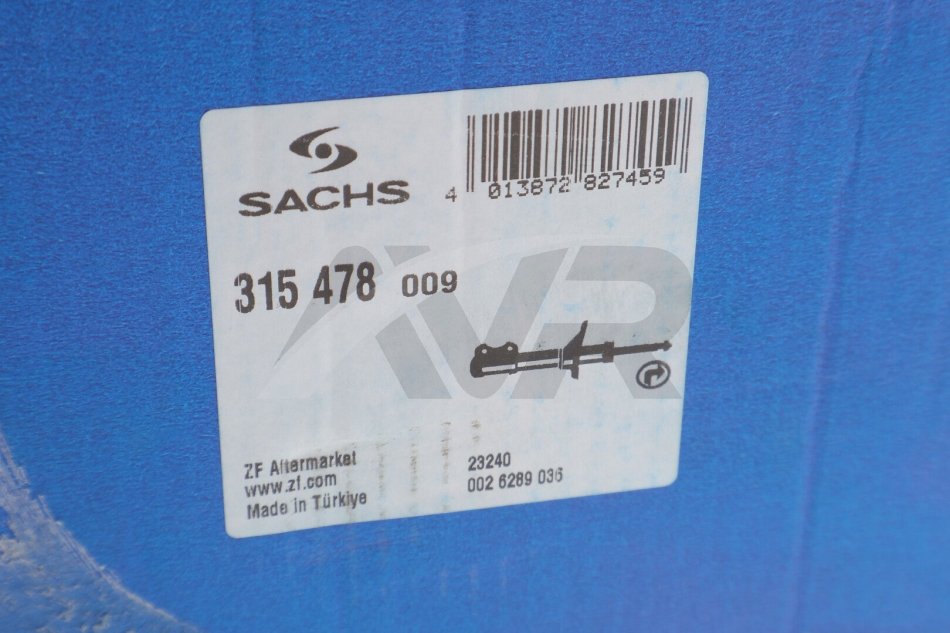 SACHS
4 013872 827459
315 478 009
AVR
ZF Aftermarket
www.zf.com
Made in Türkiye
23240
002 6289 036